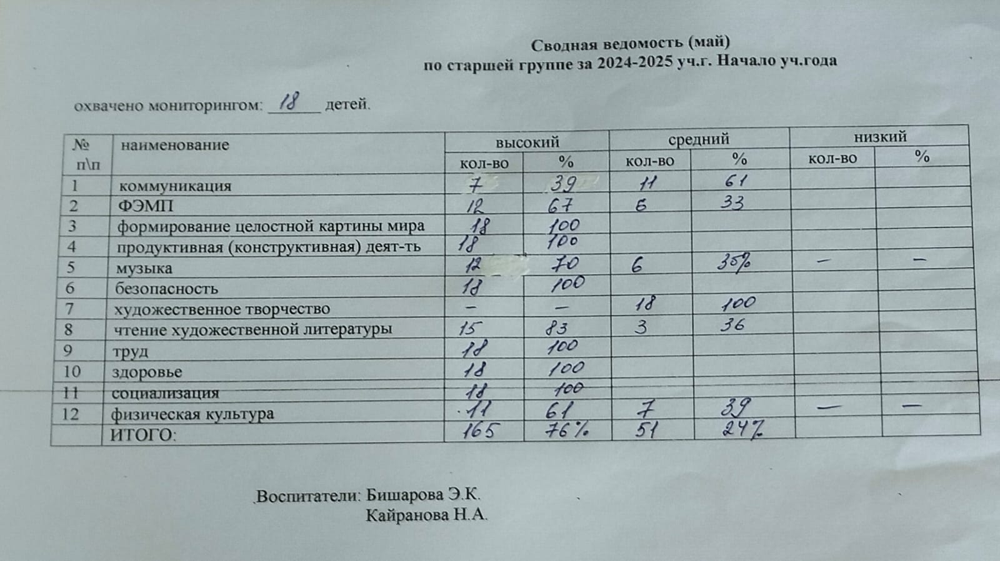 Сводная ведомость (май)
по старшей группе за 2024-2025 уч.г. Начало уч.года
охвачено мониторингом: 18 детей.
№ п\п наименование высокий средний низкий
кол-во % кол-во % кол-во %
1 коммуникация 7 39 11 61
2 ФЭМП 12 67 6 33
3 формирование целостной картины мира 18 100
4 продуктивная (конструктивная) деят-ть 18 100
5 музыка 12 70 6 35% – –
6 безопасность 18 100
7 художественное творчество – – 18 100
8 чтение художественной литературы 15 83 3 36
9 труд 18 100
10 здоровье 18 100
11 социализация 18 100
12 физическая культура 11 61 7 39 — —
ИТОГО: 165 76% 51 24%
Воспитатели: Бишарова Э.К.
Кайранова Н.А.